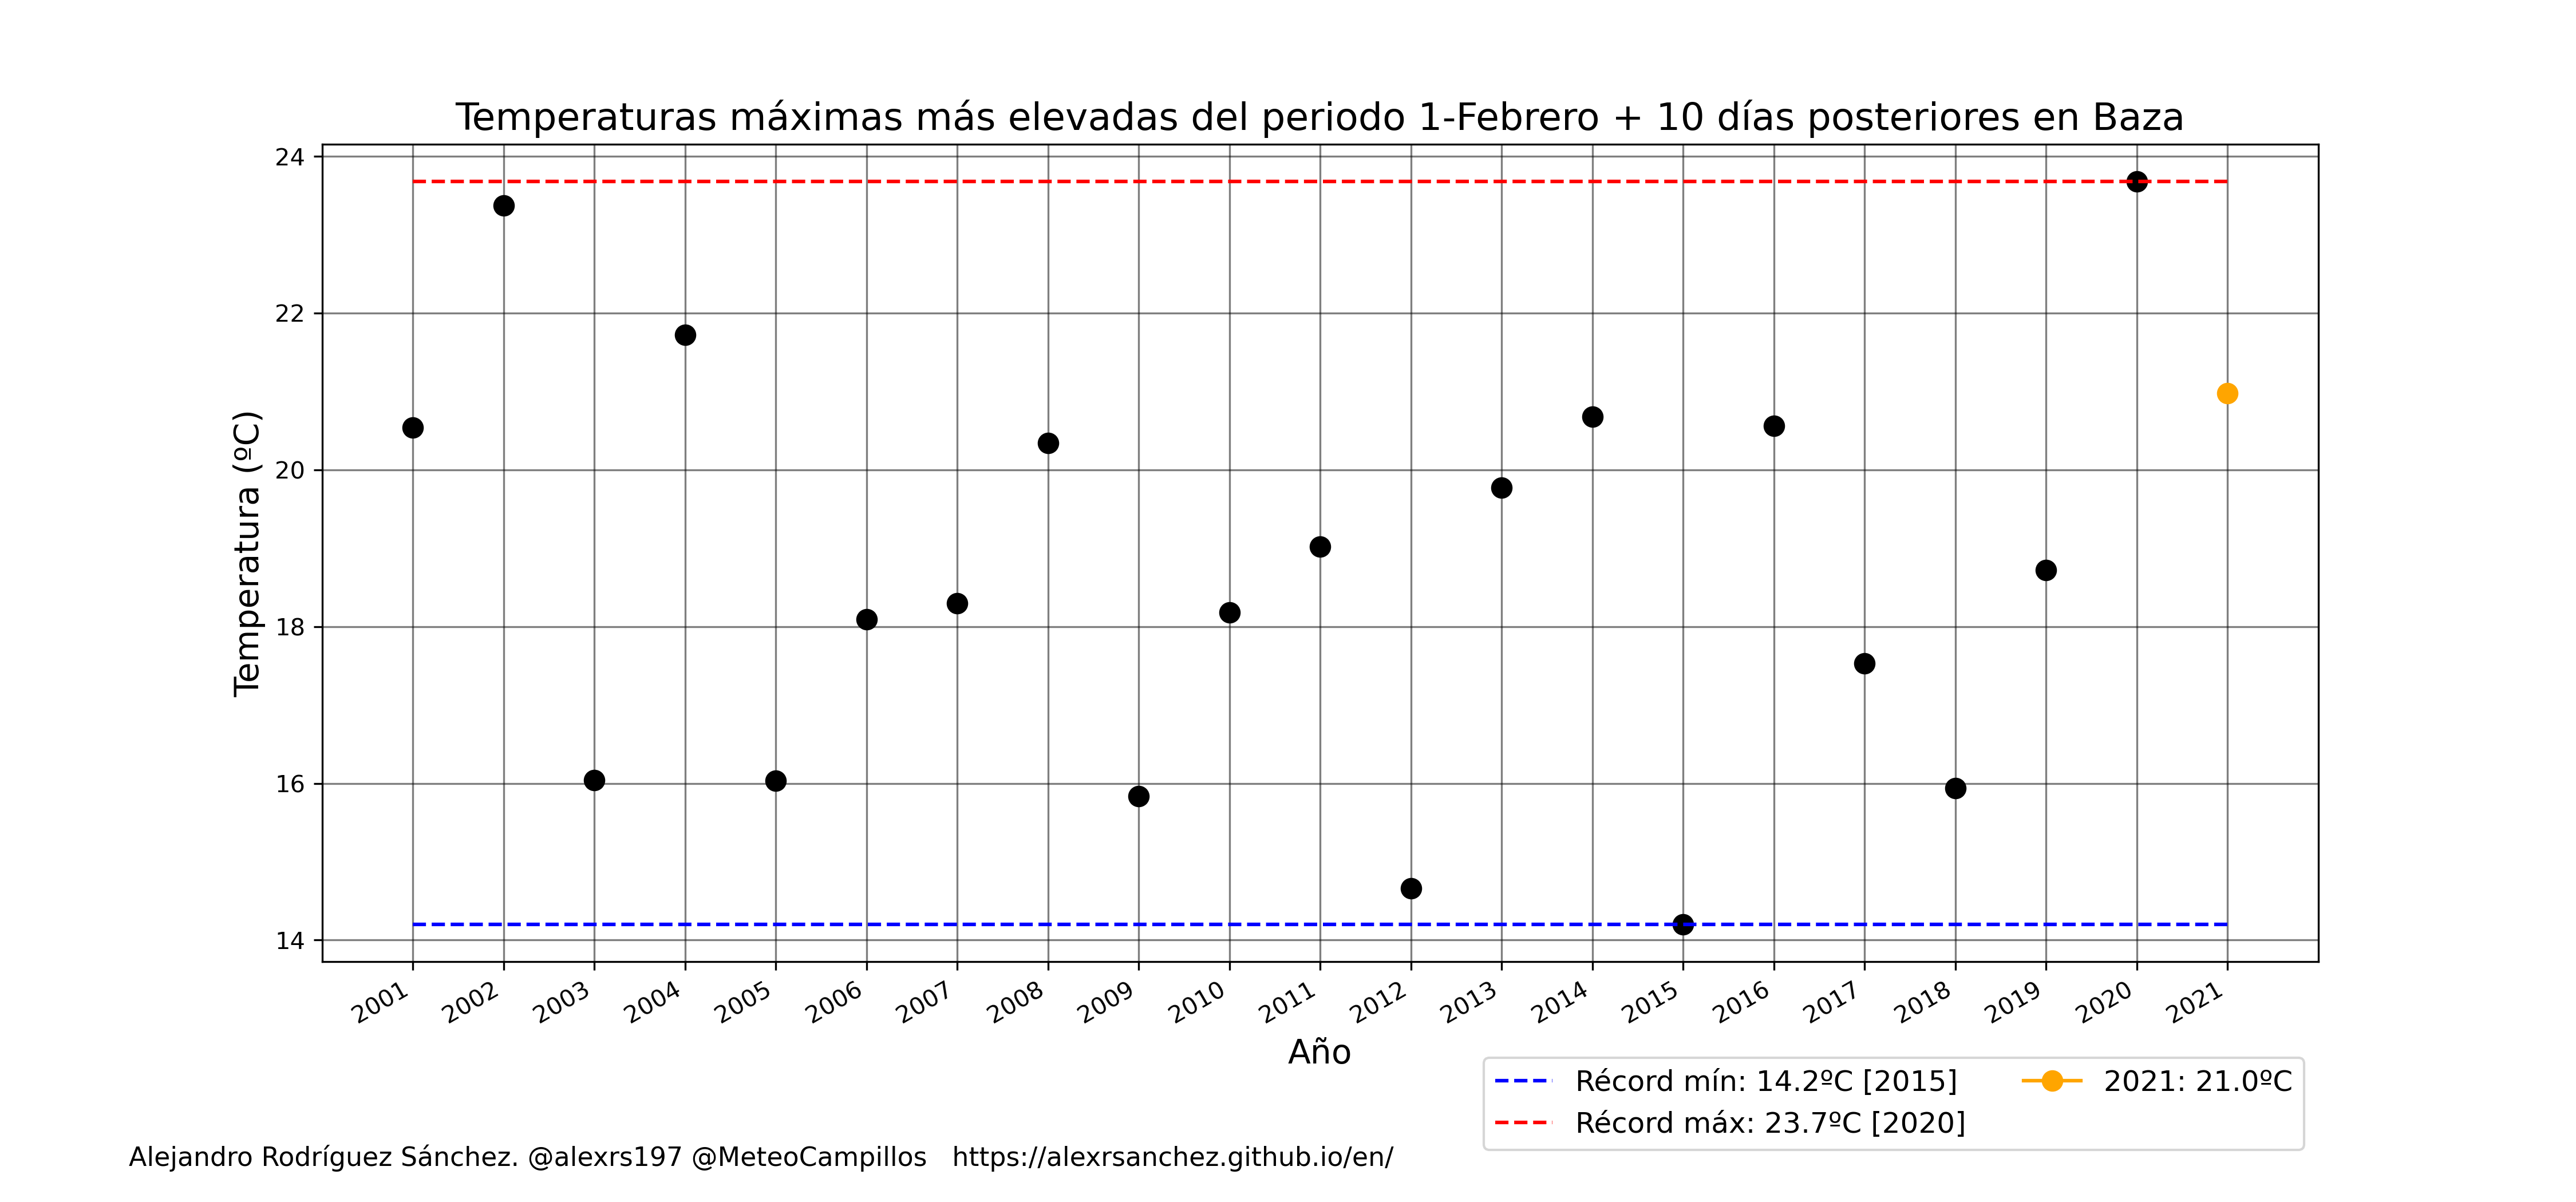 Temperaturas máximas más elevadas del periodo 1-Febrero + 10 días posteriores en Baza
24
22
20
18
16
14
Temperatura (ºC)
2001 2002 2003 2004 2005 2006 2007 2008 2009 2010 2011 2012 2013 2014 2015 2016 2017 2018 2019 2020 2021
Año
Récord mín: 14.2ºC [2015]
Récord máx: 23.7ºC [2020]
2021: 21.0ºC
Alejandro Rodríguez Sánchez. @alexrs197 @MeteoCampillos https://alexrsanchez.github.io/en/